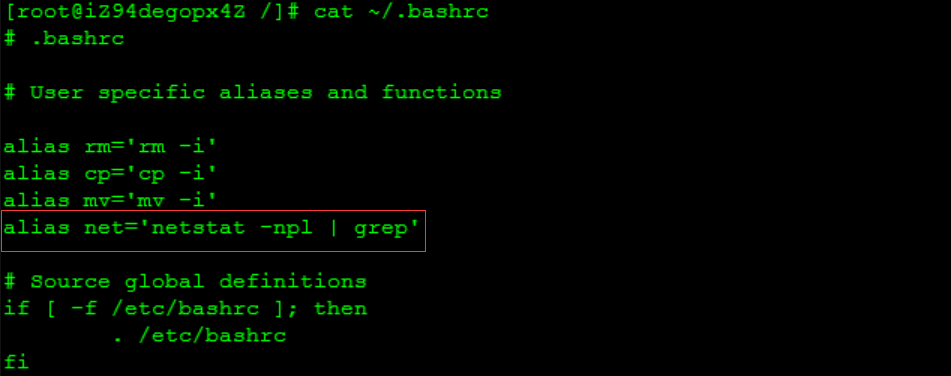 [root@iZ94degopx4Z /]# cat ~/.bashrc
# .bashrc
# User specific aliases and functions
alias rm='rm -i'
alias cp='cp -i'
alias mv='mv -i'
alias net='netstat -npl | grep'
# Source global definitions
if [ -f /etc/bashrc ]; then
        . /etc/bashrc
fi